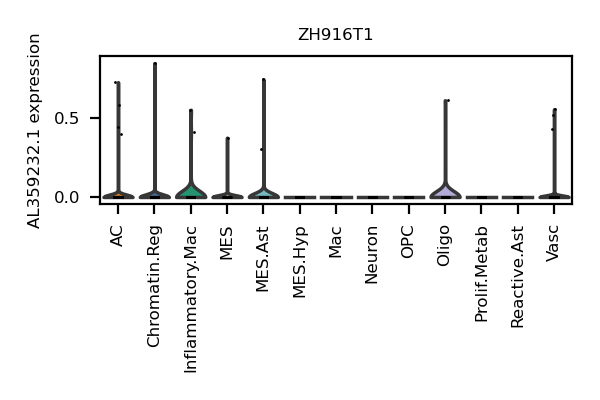 ZH916T1
AL359232.1 expression
0.5
0.0
AC
Chromatin.Reg
Inflammatory.Mac
MES
MES.Ast
MES.Hyp
Mac
Neuron
OPC
Oligo
Prolif.Metab
Reactive.Ast
Vasc